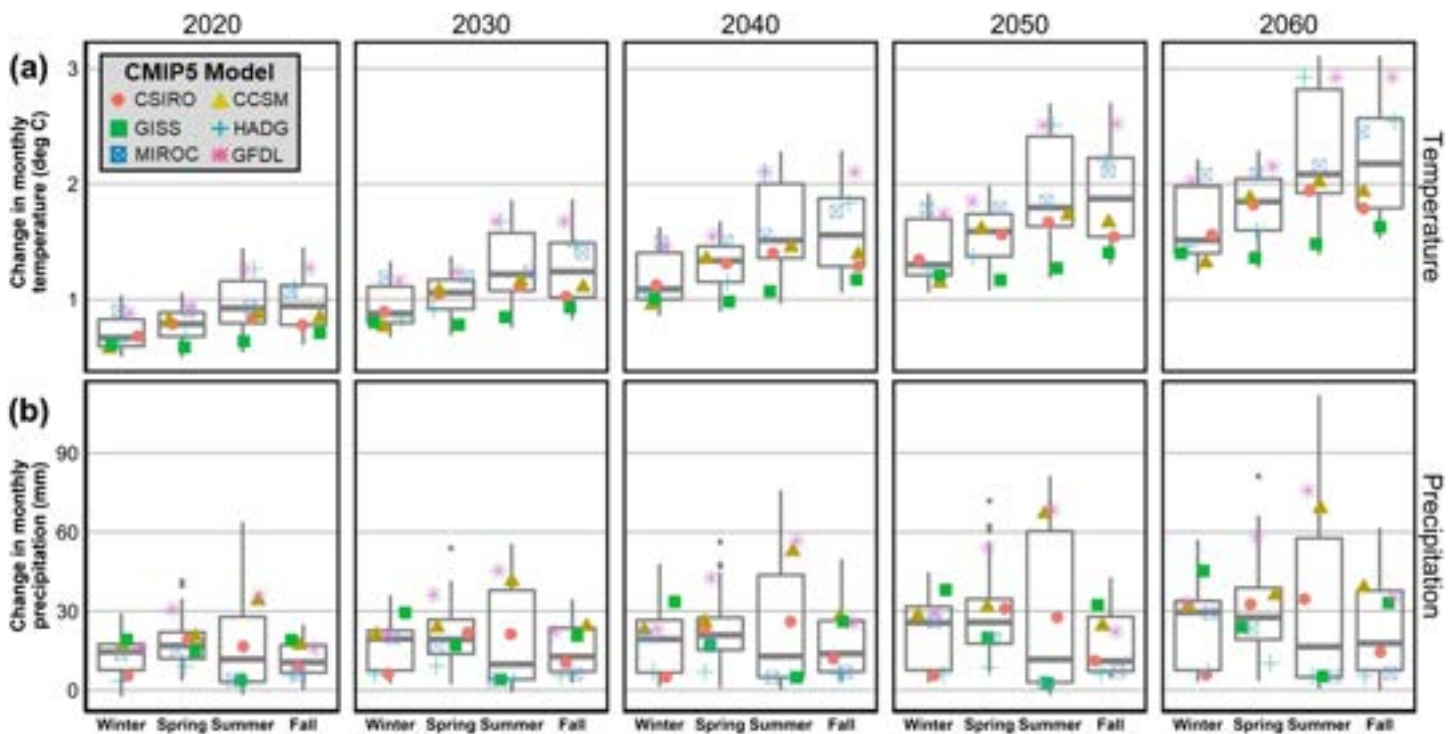 2020 2030 2040 2050 2060
(a)
CMIP5 Model
CSIRO CCSM
GISS HADG
MIROC GFDL
Change in monthly
temperature (deg C)
3
2
1
Temperature
(b)
Change in monthly
precipitation (mm)
90
60
30
0
Precipitation
Winter Spring Summer Fall Winter Spring Summer Fall Winter Spring Summer Fall Winter Spring Summer Fall Winter Spring Summer Fall